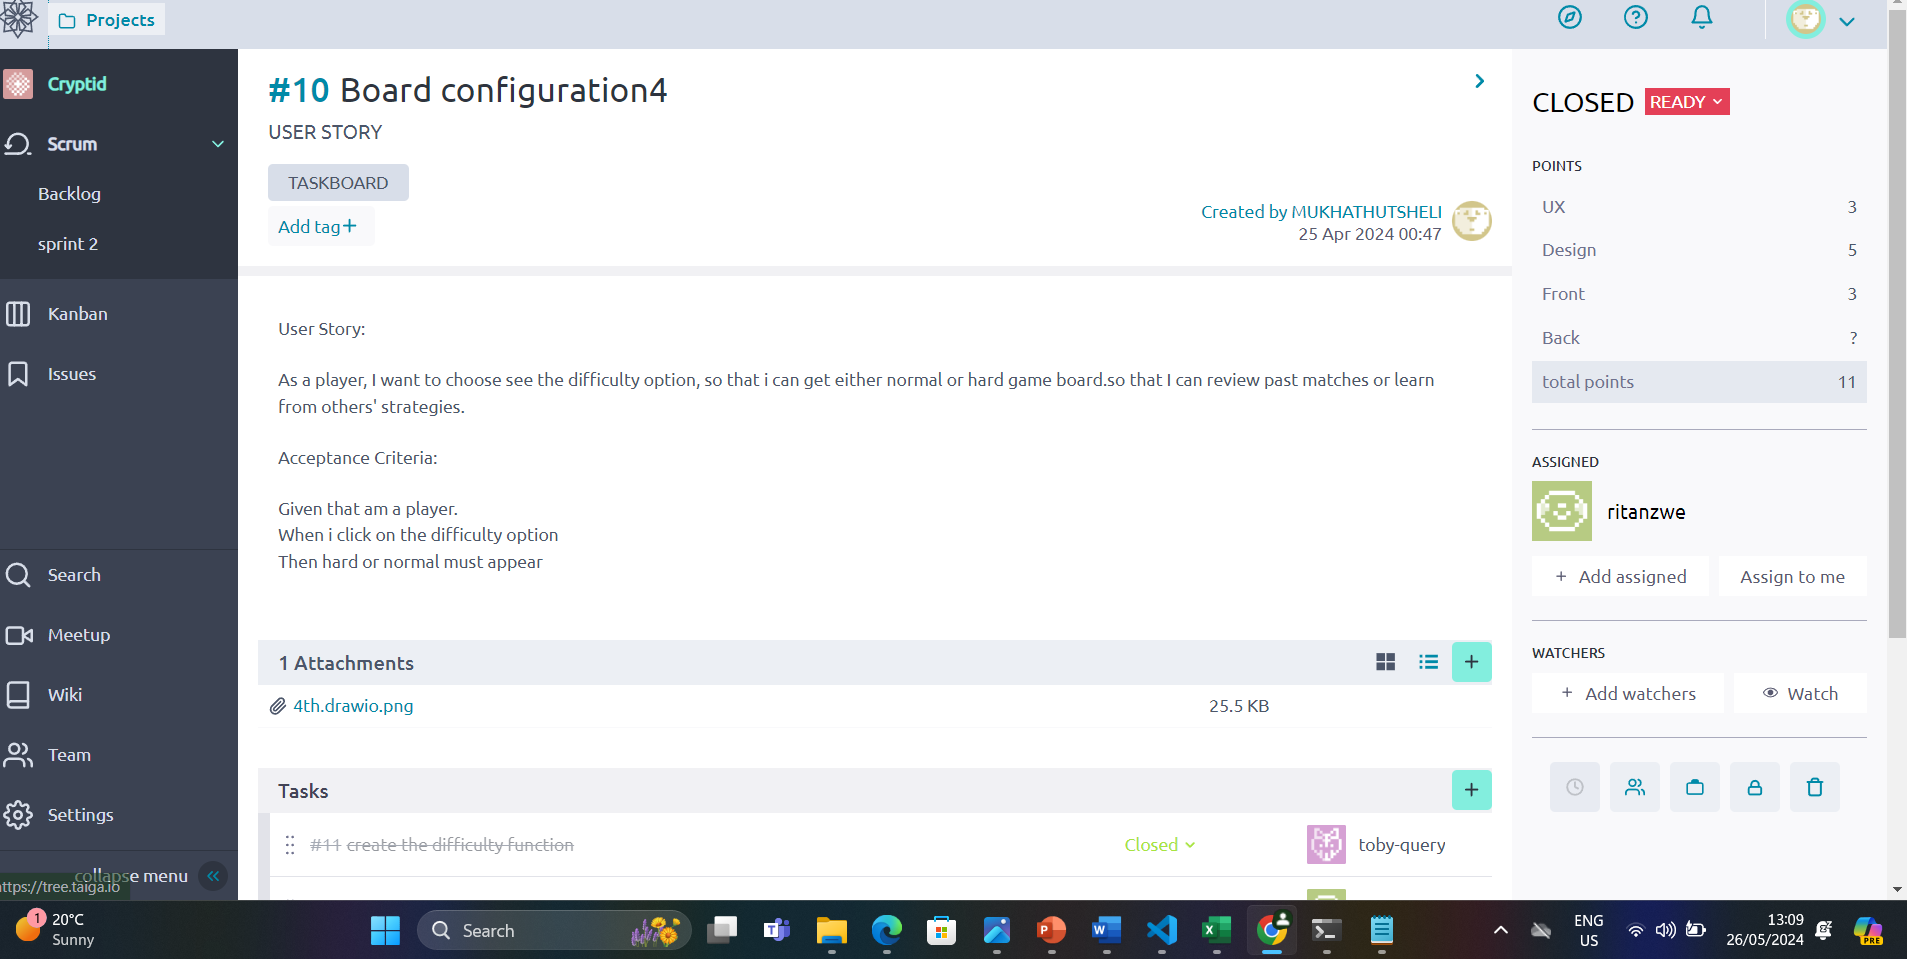 Projects
Cryptid
Scrum
Backlog
sprint 2
Kanban
Issues
Search
Meetup
Wiki
Team
Settings
collapse menu
ttps://tree.taiga.io
#10 Board configuration4
USER STORY
TASKBOARD
Add tag+
Created by MUKHATHUTSHELI
25 Apr 2024 00:47
User Story:
As a player, I want to choose see the difficulty option, so that i can get either normal or hard game board.so that I can review past matches or learn
from others' strategies.
Acceptance Criteria:
Given that am a player.
When i click on the difficulty option
Then hard or normal must appear
1 Attachments
4th.drawio.png 25.5 KB
Tasks
#11 create the difficulty function Closed toby-query
CLOSED READY
POINTS
UX 3
Design 5
Front 3
Back ?
total points 11
ASSIGNED
ritanzwe
+ Add assigned Assign to me
WATCHERS
+ Add watchers Watch
1 20°C
Sunny
Search
ENG
US
13:09
26/05/2024
PRE